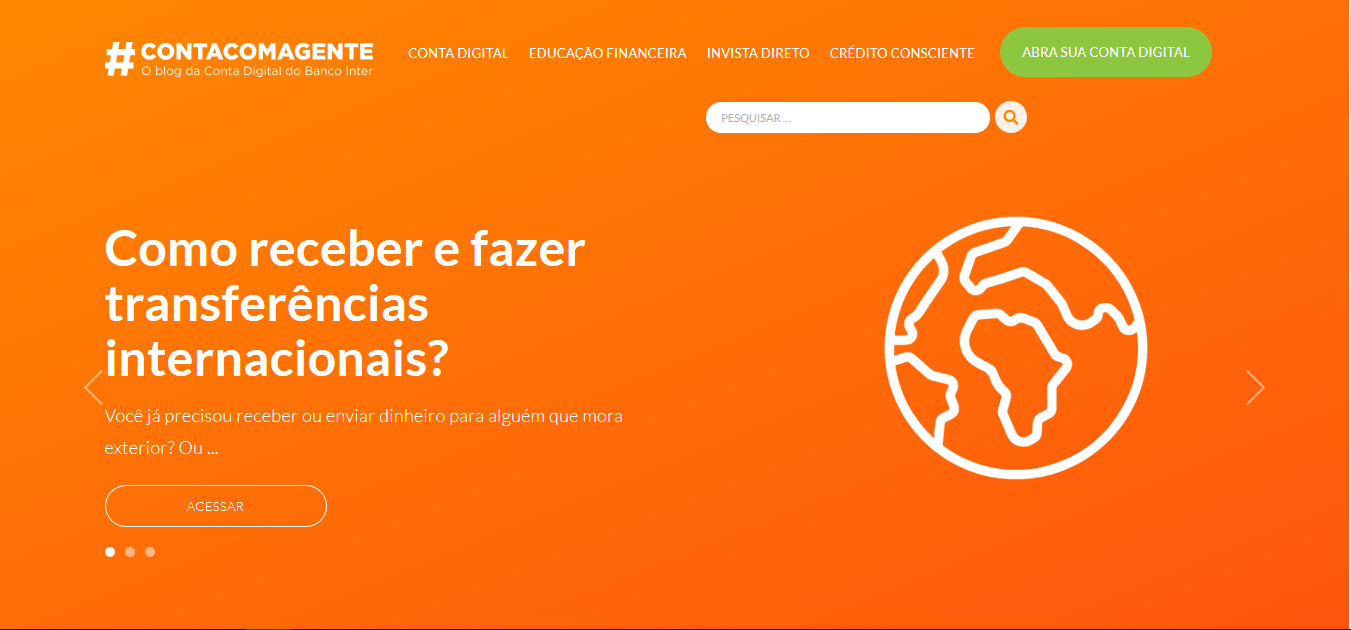 #CONTACOMAGENTE
O blog da Conta Digital do Banco Inter
CONTA DIGITAL
EDUCAÇÃO FINANCEIRA
INVISTA DIRETO
CRÉDITO CONSCIENTE
ABRA SUA CONTA DIGITAL
PESQUISAR ...
Como receber e fazer
transferências
internacionais?
Você já precisou receber ou enviar dinheiro para alguém que mora
exterior? Ou ...
ACESSAR